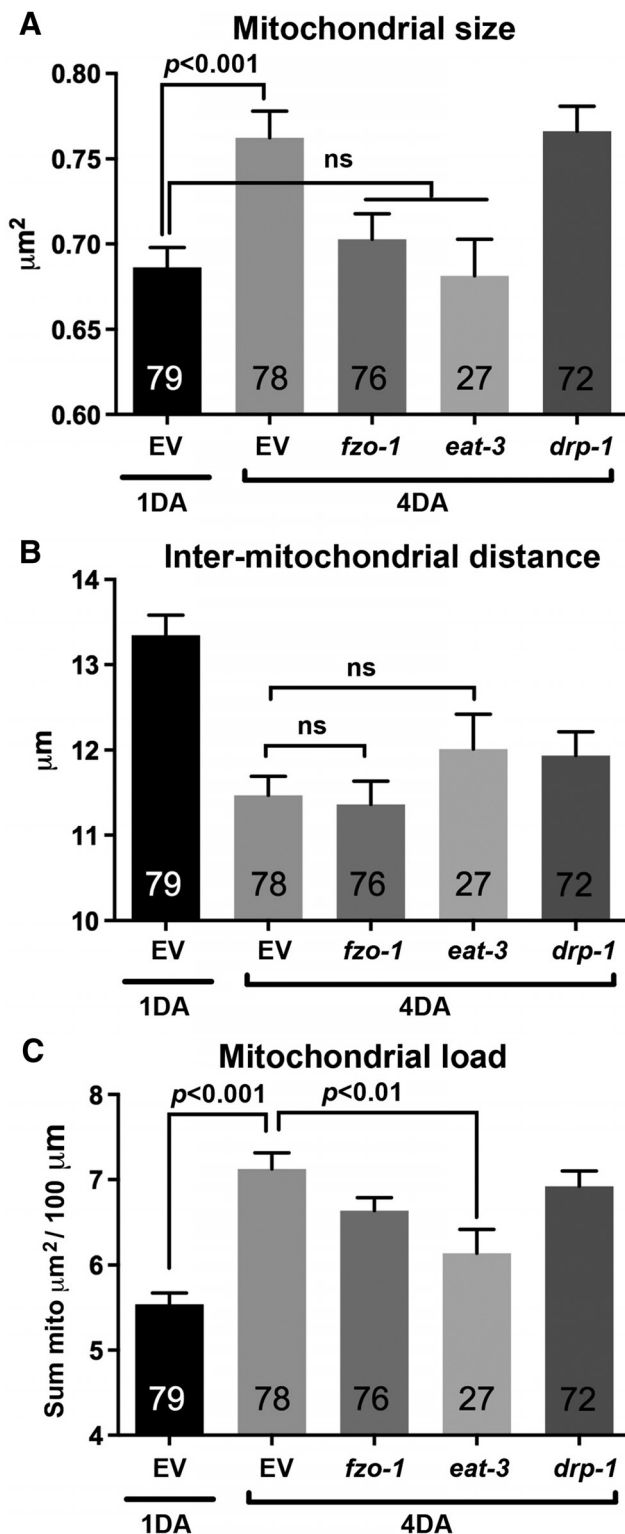 A
Mitochondrial size
p<0.001
0.80
0.75
ns
0.70
μm²
0.65
0.60
79
78
76
27
72
EV
EV
fzo-1
eat-3
drp-1
1DA
4DA
B
Inter-mitochondrial distance
14
13
ns
12
ns
μm
11
10
79
78
76
27
72
EV
EV
fzo-1
eat-3
drp-1
1DA
4DA
C
Mitochondrial load
8
p<0.001
p<0.01
7
6
5
4
Sum mito μm² / 100 μm
79
78
76
27
72
EV
EV
fzo-1
eat-3
drp-1
1DA
4DA